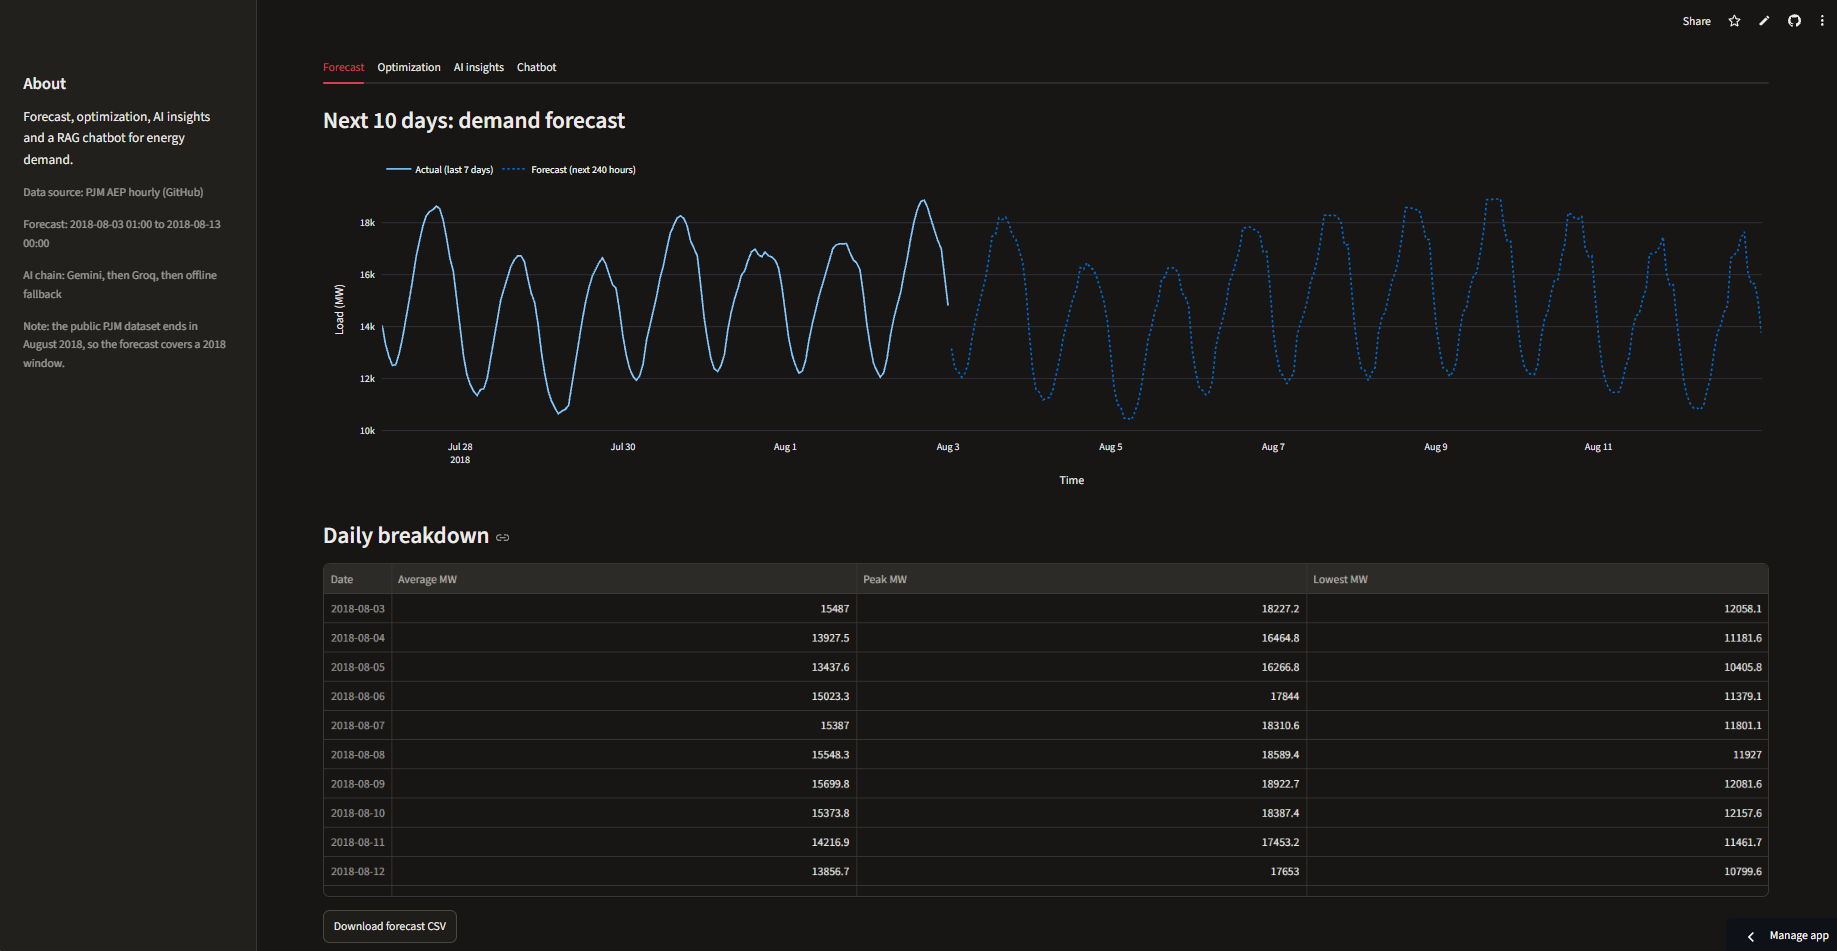 Share
About
Forecast, optimization, AI insights
and a RAG chatbot for energy
demand.
Data source: PJM AEP hourly (GitHub)
Forecast: 2018-08-03 01:00 to 2018-08-13
00:00
AI chain: Gemini, then Groq, then offline
fallback
Note: the public PJM dataset ends in
August 2018, so the forecast covers a 2018
window.
Forecast Optimization AI insights Chatbot
Next 10 days: demand forecast
Actual (last 7 days) Forecast (next 240 hours)
Load (MW)
18k
16k
14k
12k
10k
Jul 28 Jul 30 Aug 1 Aug 3 Aug 5 Aug 7 Aug 9 Aug 11
2018
Time
Daily breakdown
Date Average MW Peak MW Lowest MW
2018-08-03 15487 18227.2 12058.1
2018-08-04 13927.5 16464.8 11181.6
2018-08-05 13437.6 16266.8 10405.8
2018-08-06 15023.3 17844 11379.1
2018-08-07 15387 18310.6 11801.1
2018-08-08 15548.3 18589.4 11927
2018-08-09 15699.8 18922.7 12081.6
2018-08-10 15373.8 18387.4 12157.6
2018-08-11 14216.9 17453.2 11461.7
2018-08-12 13856.7 17653 10799.6
Download forecast CSV
Manage app